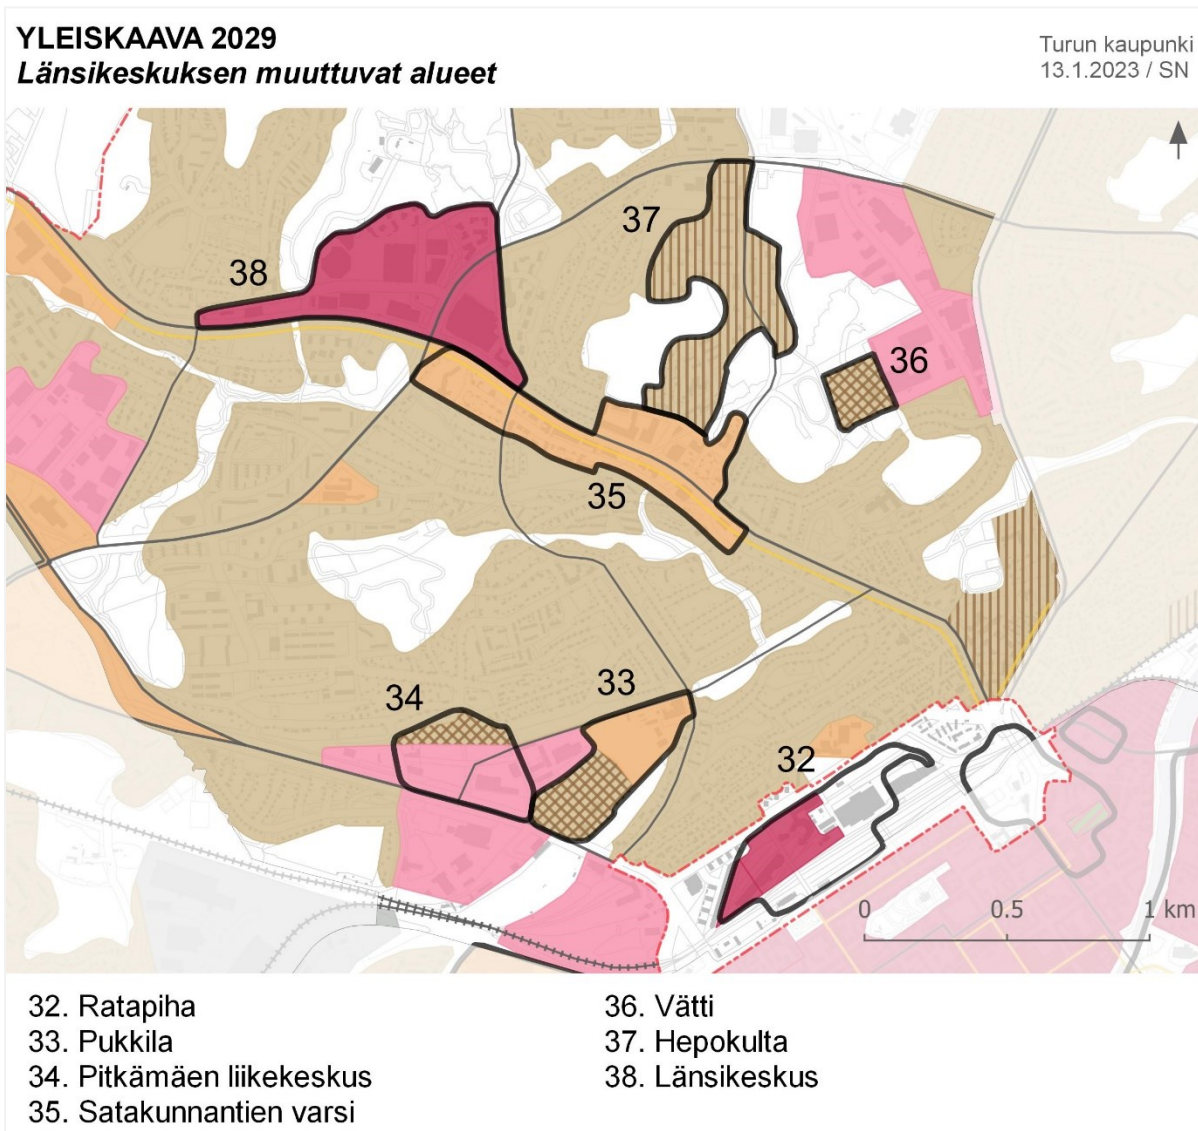 YLEISKAAVA 2029
Länsikeskuksen muuttuvat alueet
Turun kaupunki
13.1.2023 / SN
37
38
36
35
34
33
32
0
0.5
1 km
32. Ratapiha
33. Pukkila
34. Pitkämäen liikekeskus
35. Satakunnantien varsi
36. Vätti
37. Hepokulta
38. Länsikeskus